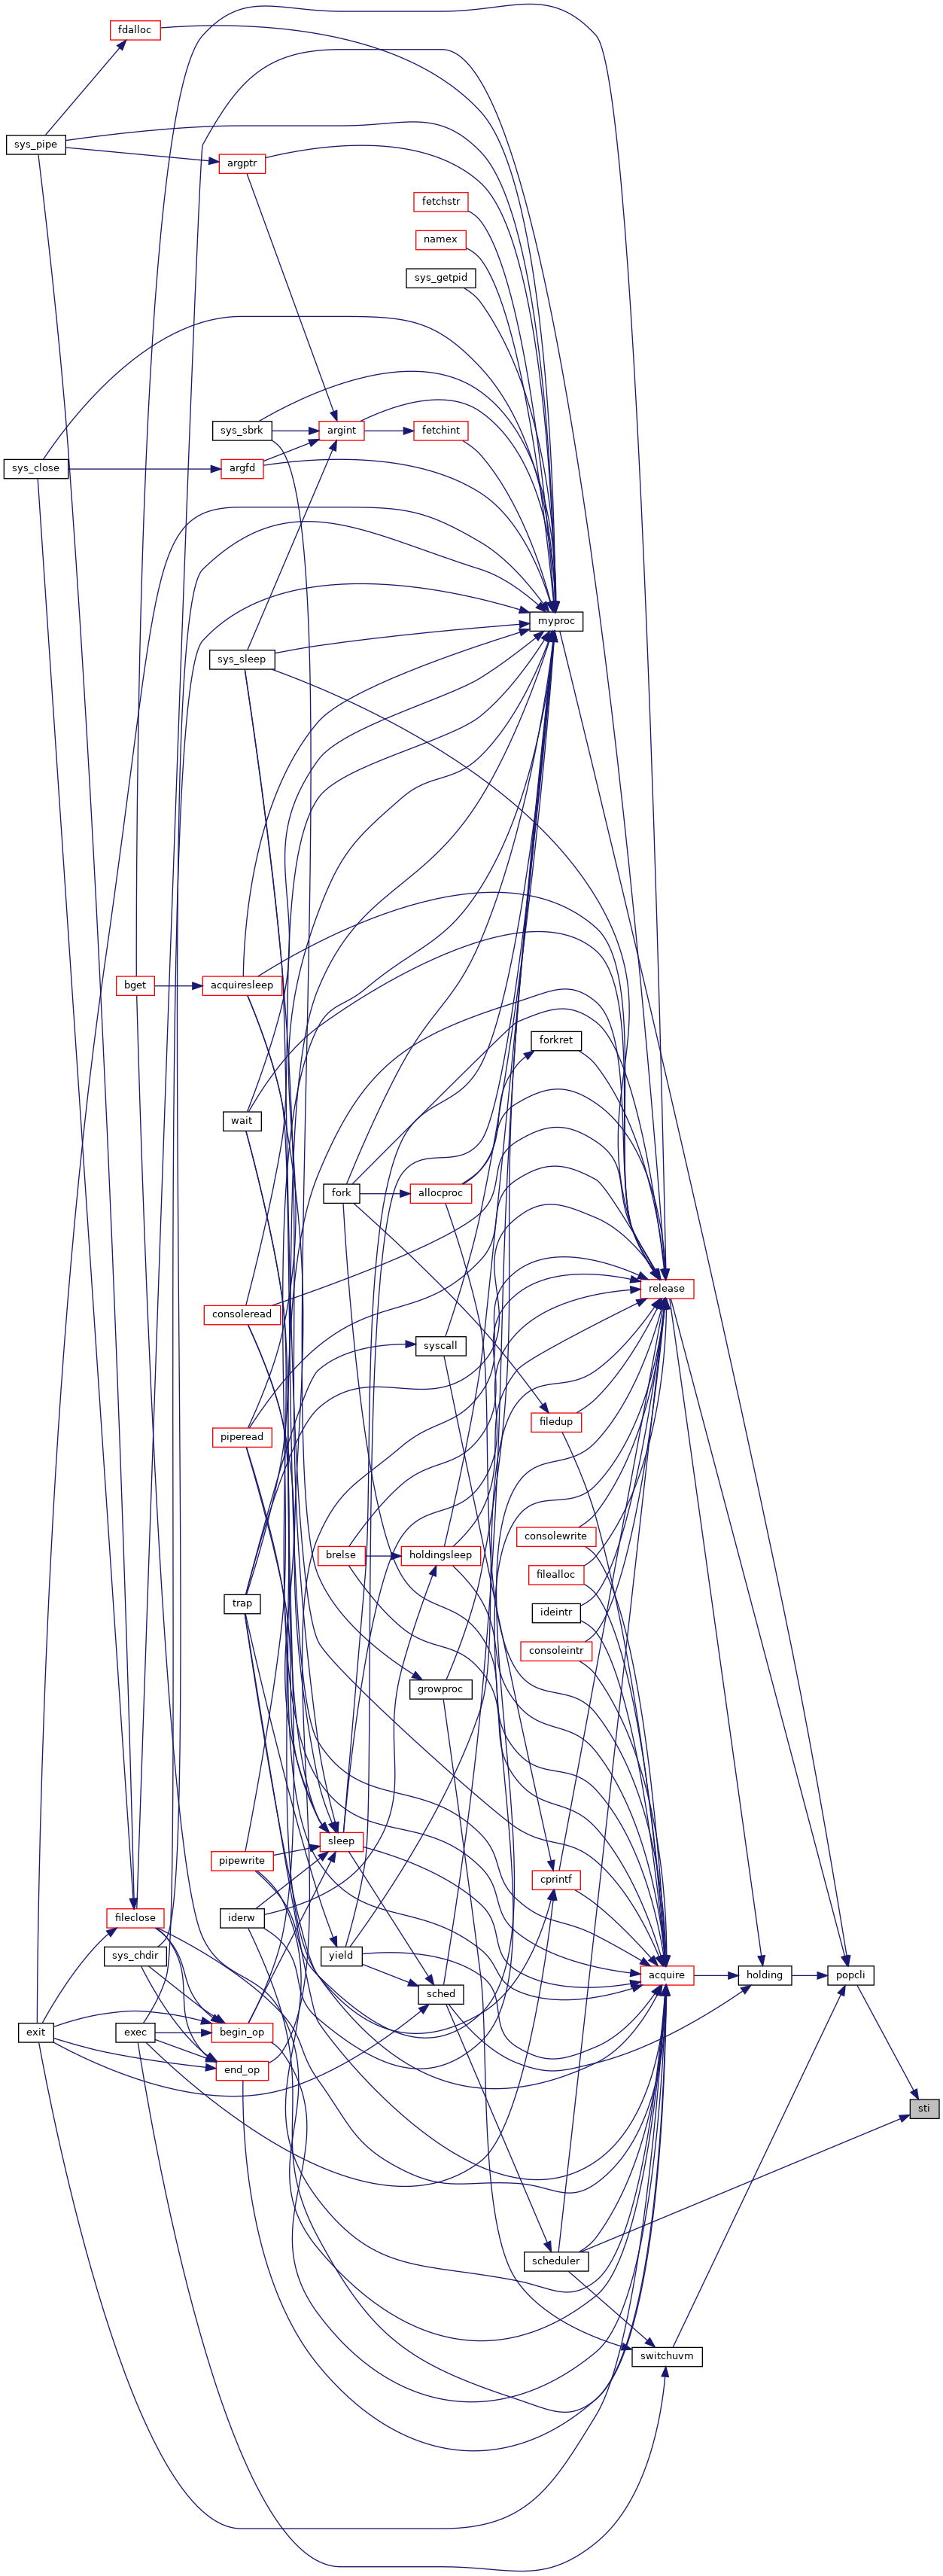 fdalloc
sys_pipe
argptr
fetchstr
namex
sys_getpid
sys_sbrk
argint
fetchint
sys_close
argfd
myproc
sys_sleep
bget
acquiresleep
forkret
wait
fork
allocproc
release
consoleread
syscall
filedup
piperead
consolewrite
brelse
holdingsleep
filealloc
trap
ideintr
consoleintr
growproc
sleep
pipewrite
cprintf
fileclose
iderw
sys_chdir
yield
acquire
holding
popcli
sched
exit
exec
begin_op
end_op
sti
scheduler
switchuvm